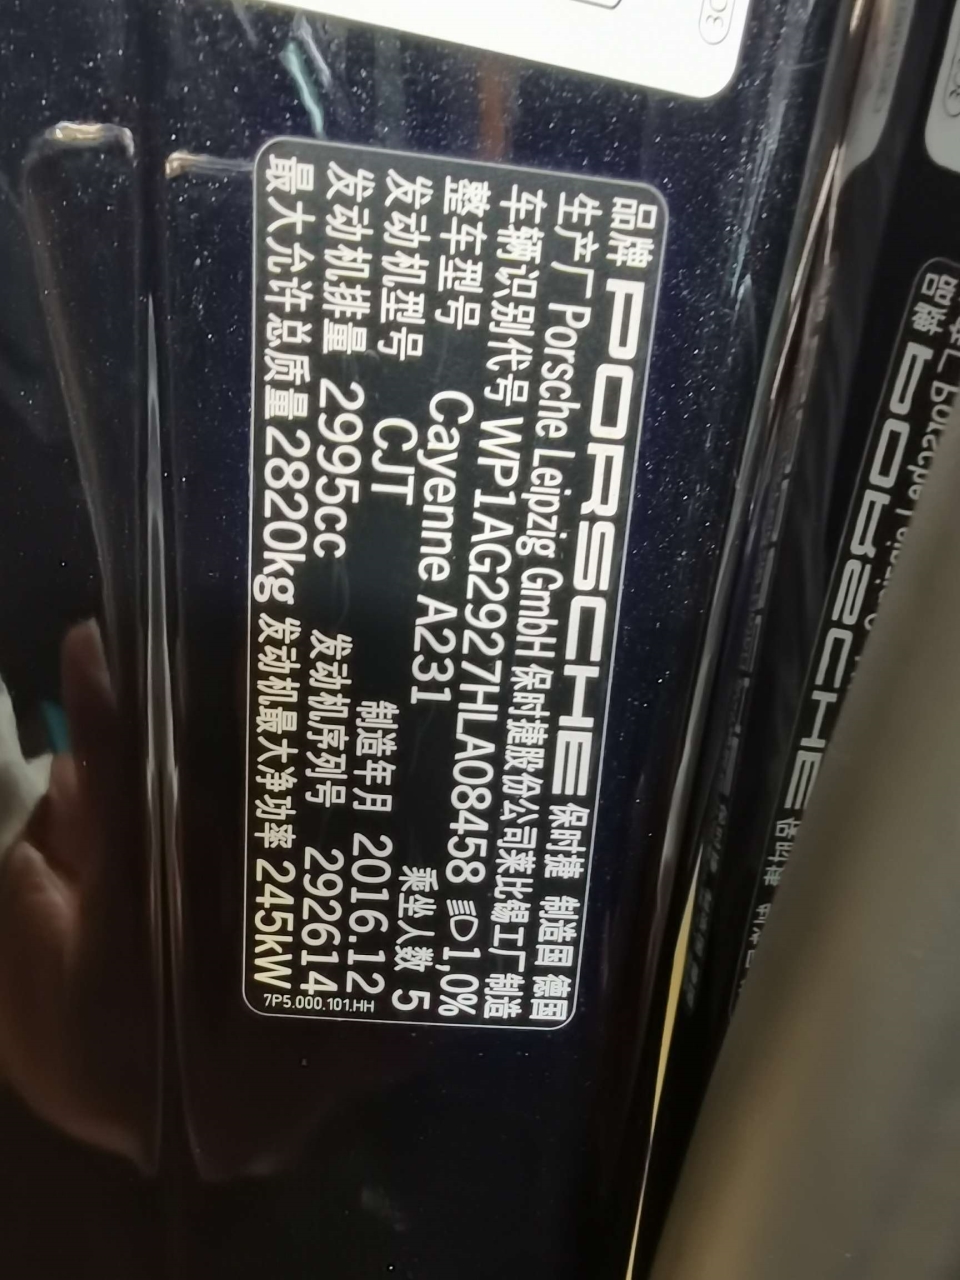 品牌 PORSCHE 保时捷 制造国 德国
生产厂 Porsche Leipzig GmbH 保时捷股份公司莱比锡工厂 制造
车辆识别代号 WP1AG2927HLA08458 1,0%
整车型号 Cayenne A231 乘坐人数 5
发动机型号 CJT 制造年月 2016.12
发动机排量 2995cc 发动机序列号 292614
最大允许总质量 2820kg 发动机最大净功率 245kW
7P5.000.101.HH
品牌 PORSCHE